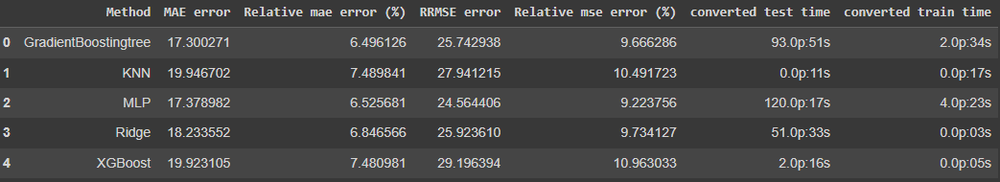 Method MAE error Relative mae error (%) RRMSE error Relative mse error (%) converted test time converted train time
0 GradientBoostingtree 17.300271 6.496126 25.742938 9.666286 93.0p:51s 2.0p:34s
1 KNN 19.946702 7.489841 27.941215 10.491723 0.0p:11s 0.0p:17s
2 MLP 17.378982 6.525681 24.564406 9.223756 120.0p:17s 4.0p:23s
3 Ridge 18.233552 6.846566 25.923610 9.734127 51.0p:33s 0.0p:03s
4 XGBoost 19.923105 7.480981 29.196394 10.963033 2.0p:16s 0.0p:05s